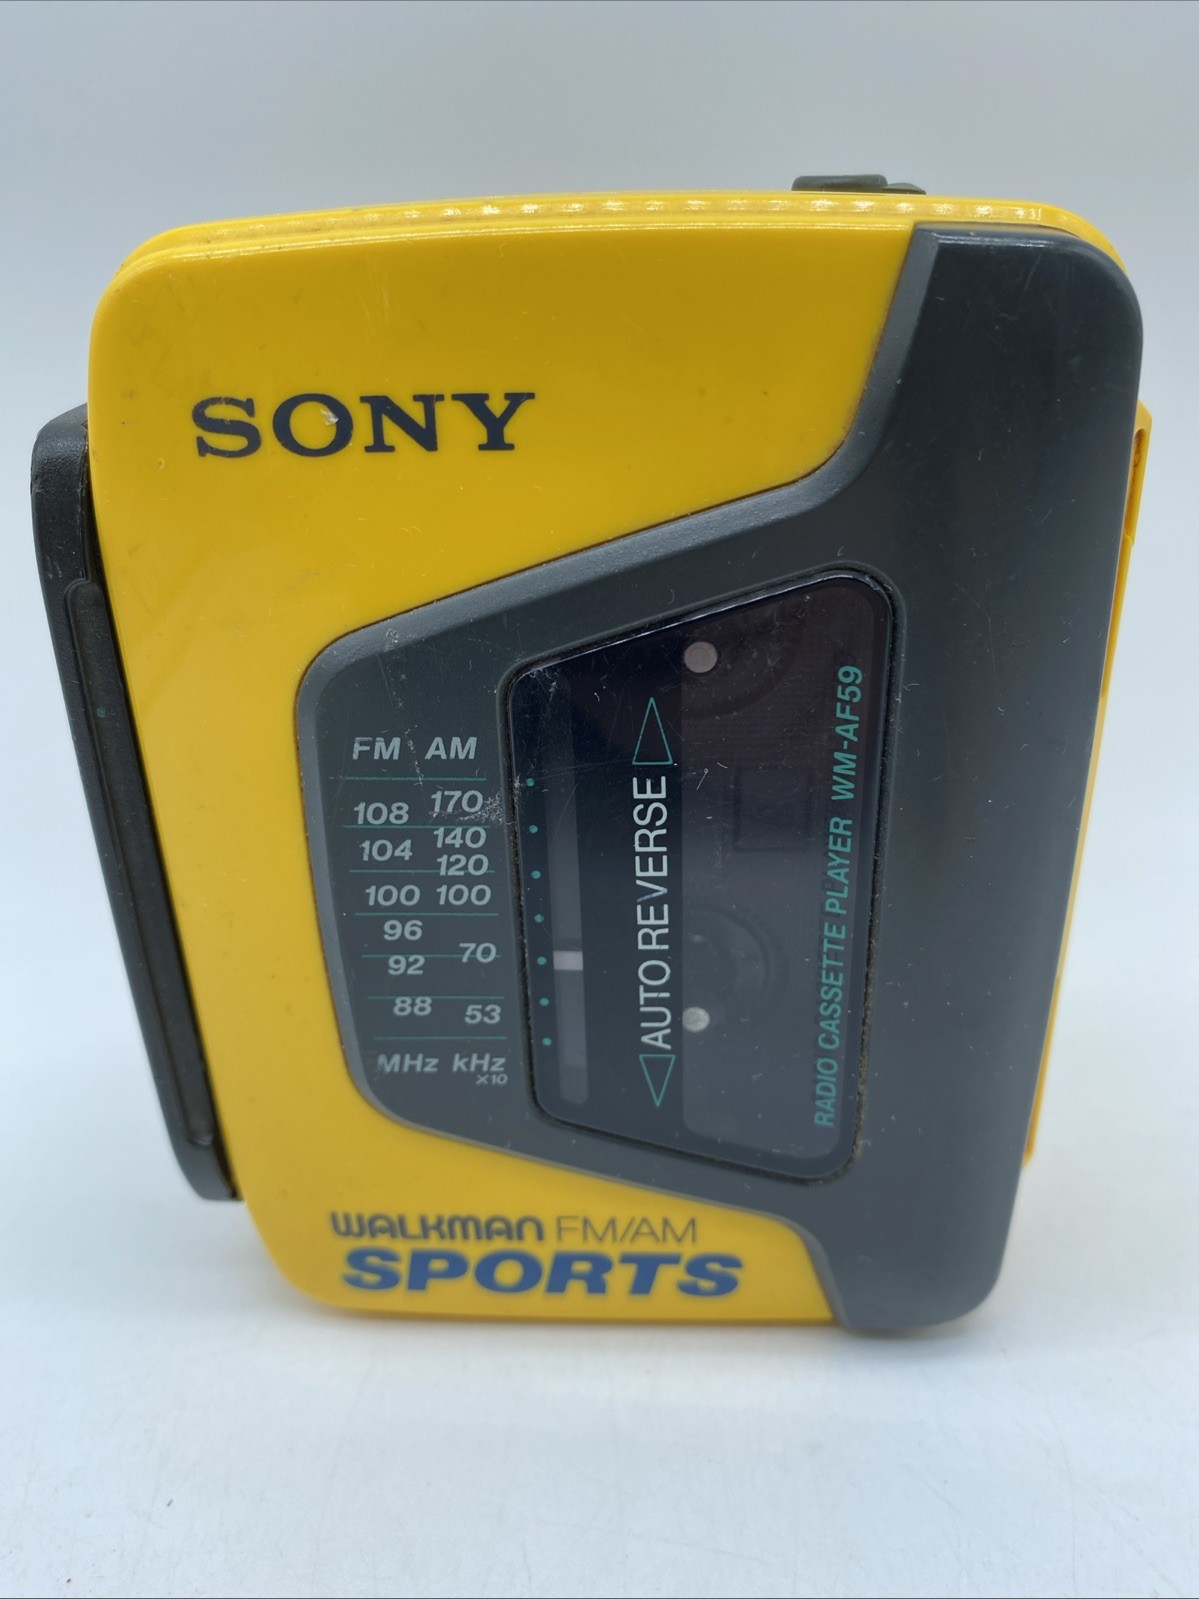 SONY
FM AM
108 170
104 140
120
100 100
96
92 70
88 53
MHz kHz
×10
AUTO REVERSE
RADIO CASSETTE PLAYER WM-AF59
WALKMAN FM/AM
SPORTS